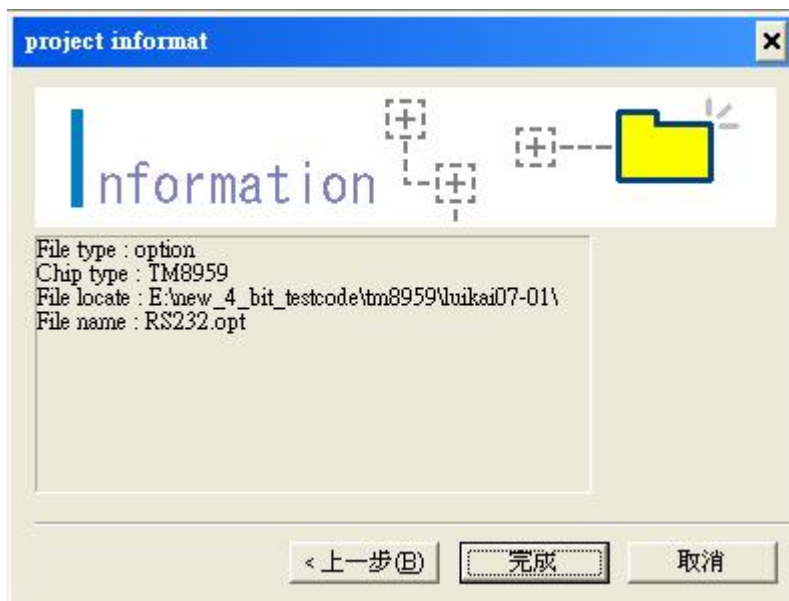 project informat
Information
File type : option
Chip type : TM8959
File locate : E:\new_4_bit_testcode\tm8959\luikai07-01\
File name : RS232.opt
< 上一步(B)
完成
取消